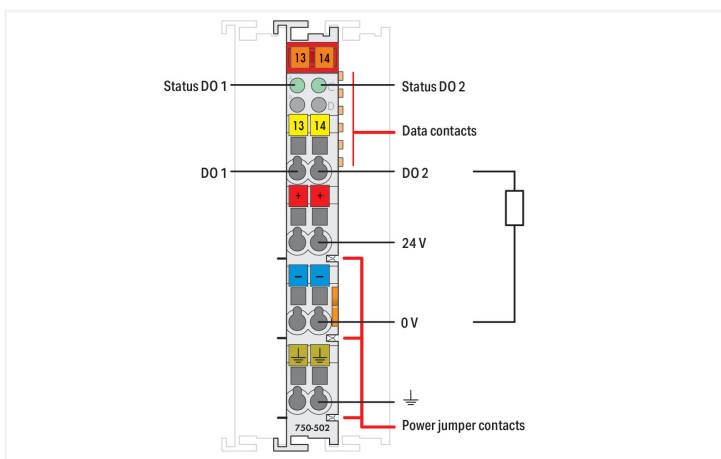 13 14
Status DO 1
Status DO 2
C
D
13 14
Data contacts
DO 1
DO 2
+ +
24 V
− −
0 V
750-502
Power jumper contacts